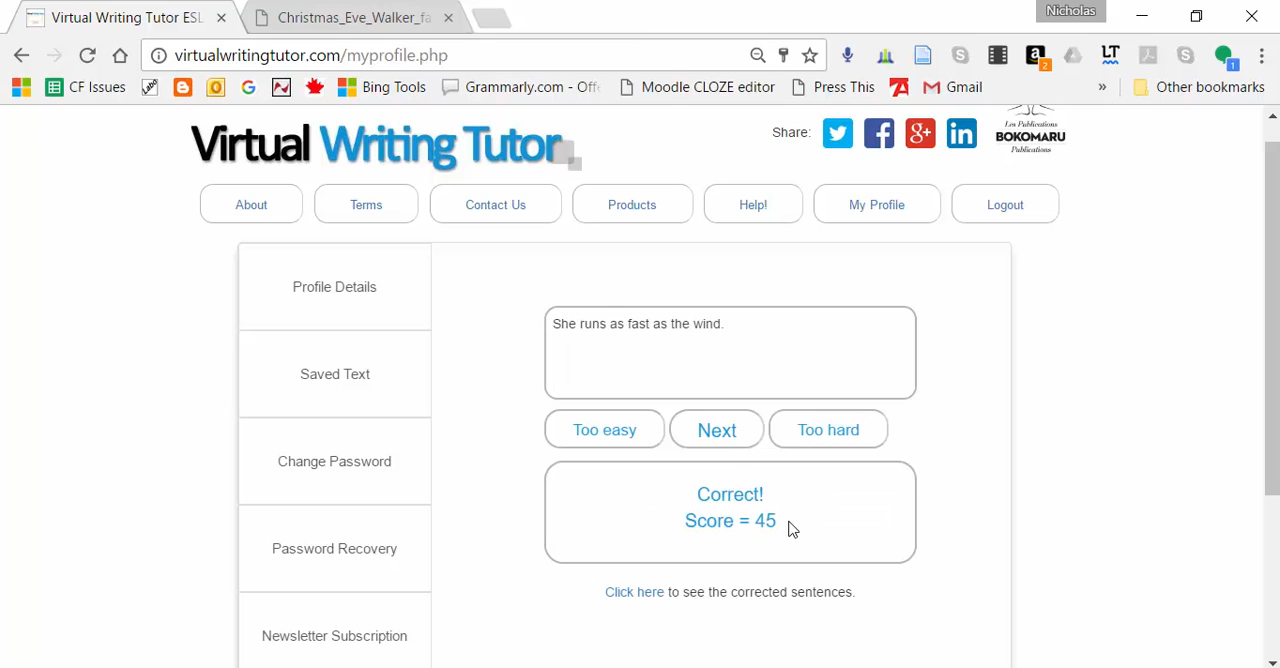 Nicholas
Virtual Writing Tutor ESL
Christmas_Eve_Walker_fa
virtualwritingtutor.com/myprofile.php
CF Issues
Bing Tools
Grammarly.com - Off
Moodle CLOZE editor
Press This
Gmail
»
Other bookmarks
Virtual Writing Tutor
Share:
Les Publications
BOKOMARU
Publications
About
Terms
Contact Us
Products
Help!
My Profile
Logout
Profile Details
Saved Text
Change Password
Password Recovery
Newsletter Subscription
She runs as fast as the wind.
Too easy
Next
Too hard
Correct!
Score = 45
Click here to see the corrected sentences.